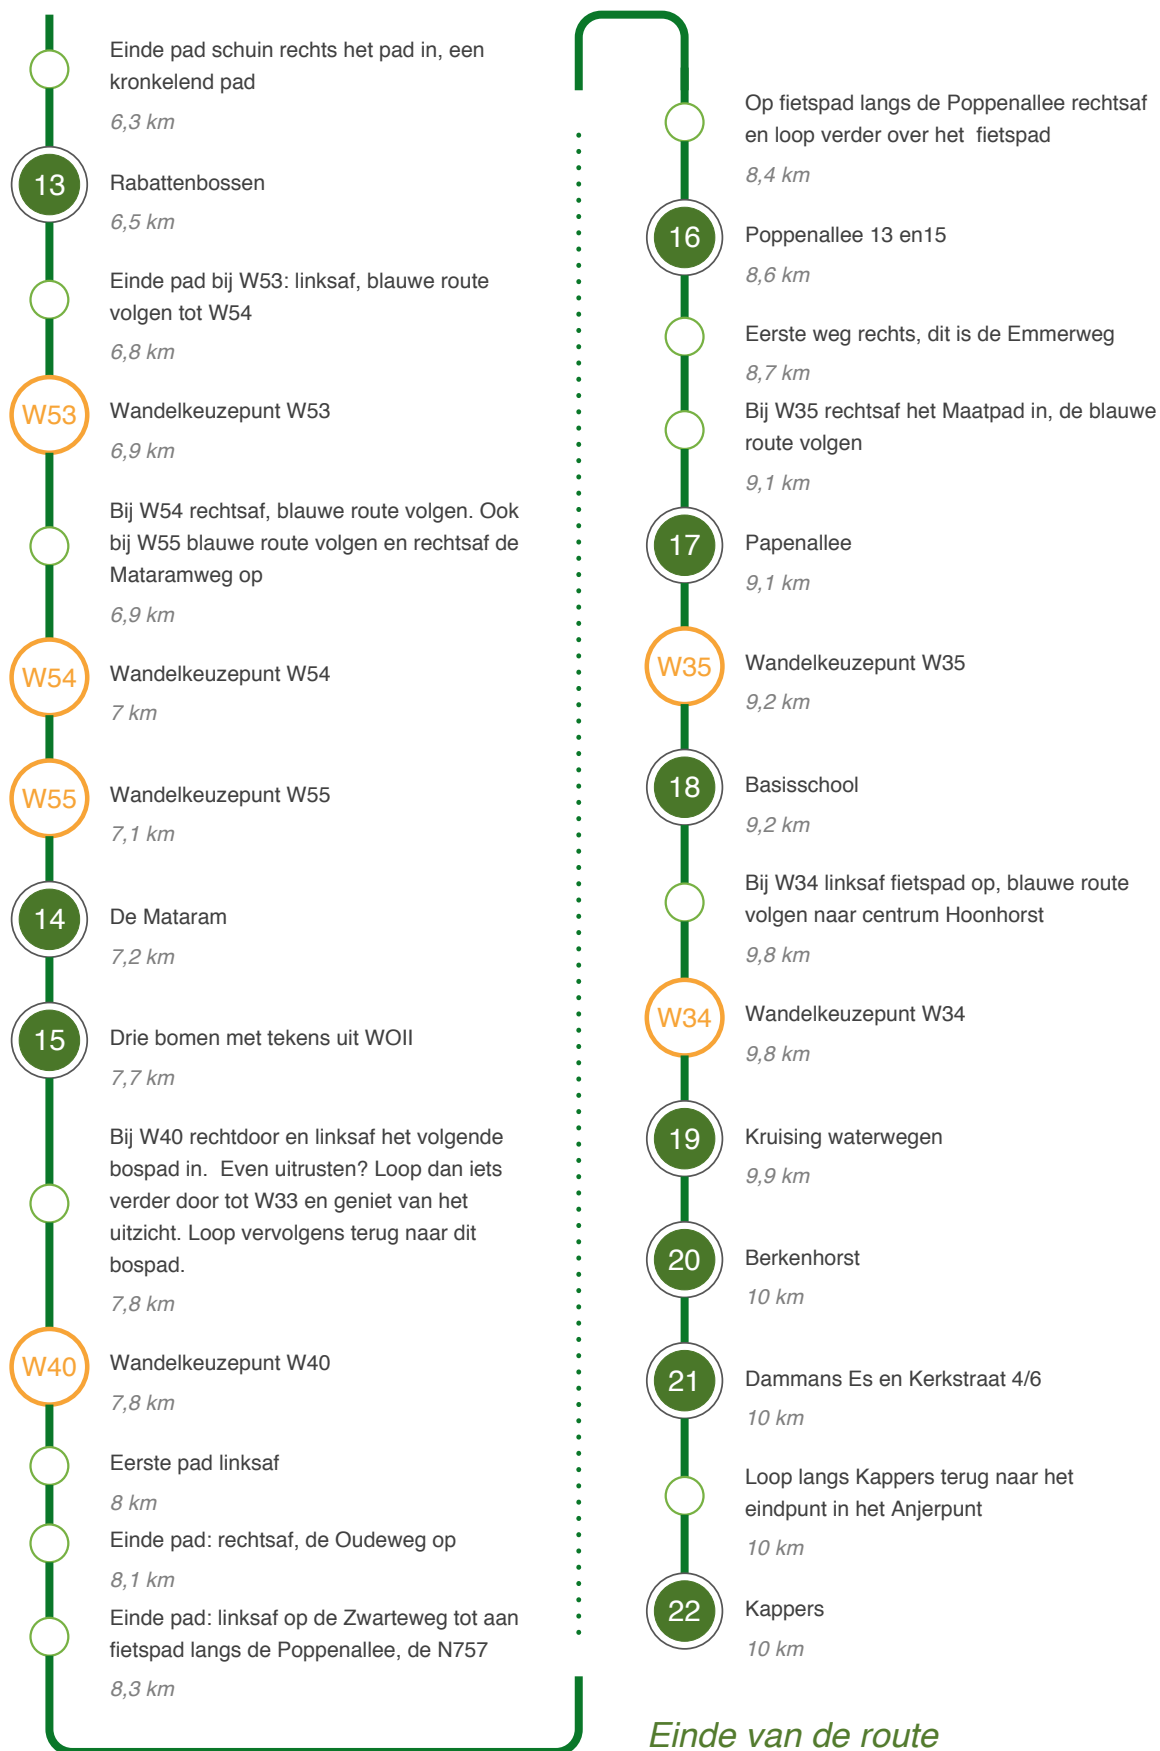 Einde pad schuin rechts het pad in, een
kronkelend pad
6,3 km
13
Rabattenbossen
6,5 km
Einde pad bij W53: linksaf, blauwe route
volgen tot W54
6,8 km
W53
Wandelkeuzepunt W53
6,9 km
Bij W54 rechtsaf, blauwe route volgen. Ook
bij W55 blauwe route volgen en rechtsaf de
Mataramweg op
6,9 km
W54
Wandelkeuzepunt W54
7 km
W55
Wandelkeuzepunt W55
7,1 km
14
De Mataram
7,2 km
15
Drie bomen met tekens uit WOII
7,7 km
Bij W40 rechtdoor en linksaf het volgende
bospad in.  Even uitrusten? Loop dan iets
verder door tot W33 en geniet van het
uitzicht. Loop vervolgens terug naar dit
bospad.
7,8 km
W40
Wandelkeuzepunt W40
7,8 km
Eerste pad linksaf
8 km
Einde pad: rechtsaf, de Oudeweg op
8,1 km
Einde pad: linksaf op de Zwarteweg tot aan
fietspad langs de Poppenallee, de N757
8,3 km
Op fietspad langs de Poppenallee rechtsaf
en loop verder over het  fietspad
8,4 km
16
Poppenallee 13 en15
8,6 km
Eerste weg rechts, dit is de Emmerweg
8,7 km
Bij W35 rechtsaf het Maatpad in, de blauwe
route volgen
9,1 km
17
Papenallee
9,1 km
W35
Wandelkeuzepunt W35
9,2 km
18
Basisschool
9,2 km
Bij W34 linksaf fietspad op, blauwe route
volgen naar centrum Hoonhorst
9,8 km
W34
Wandelkeuzepunt W34
9,8 km
19
Kruising waterwegen
9,9 km
20
Berkenhorst
10 km
21
Dammans Es en Kerkstraat 4/6
10 km
Loop langs Kappers terug naar het
eindpunt in het Anjerpunt
10 km
22
Kappers
10 km
Einde van de route